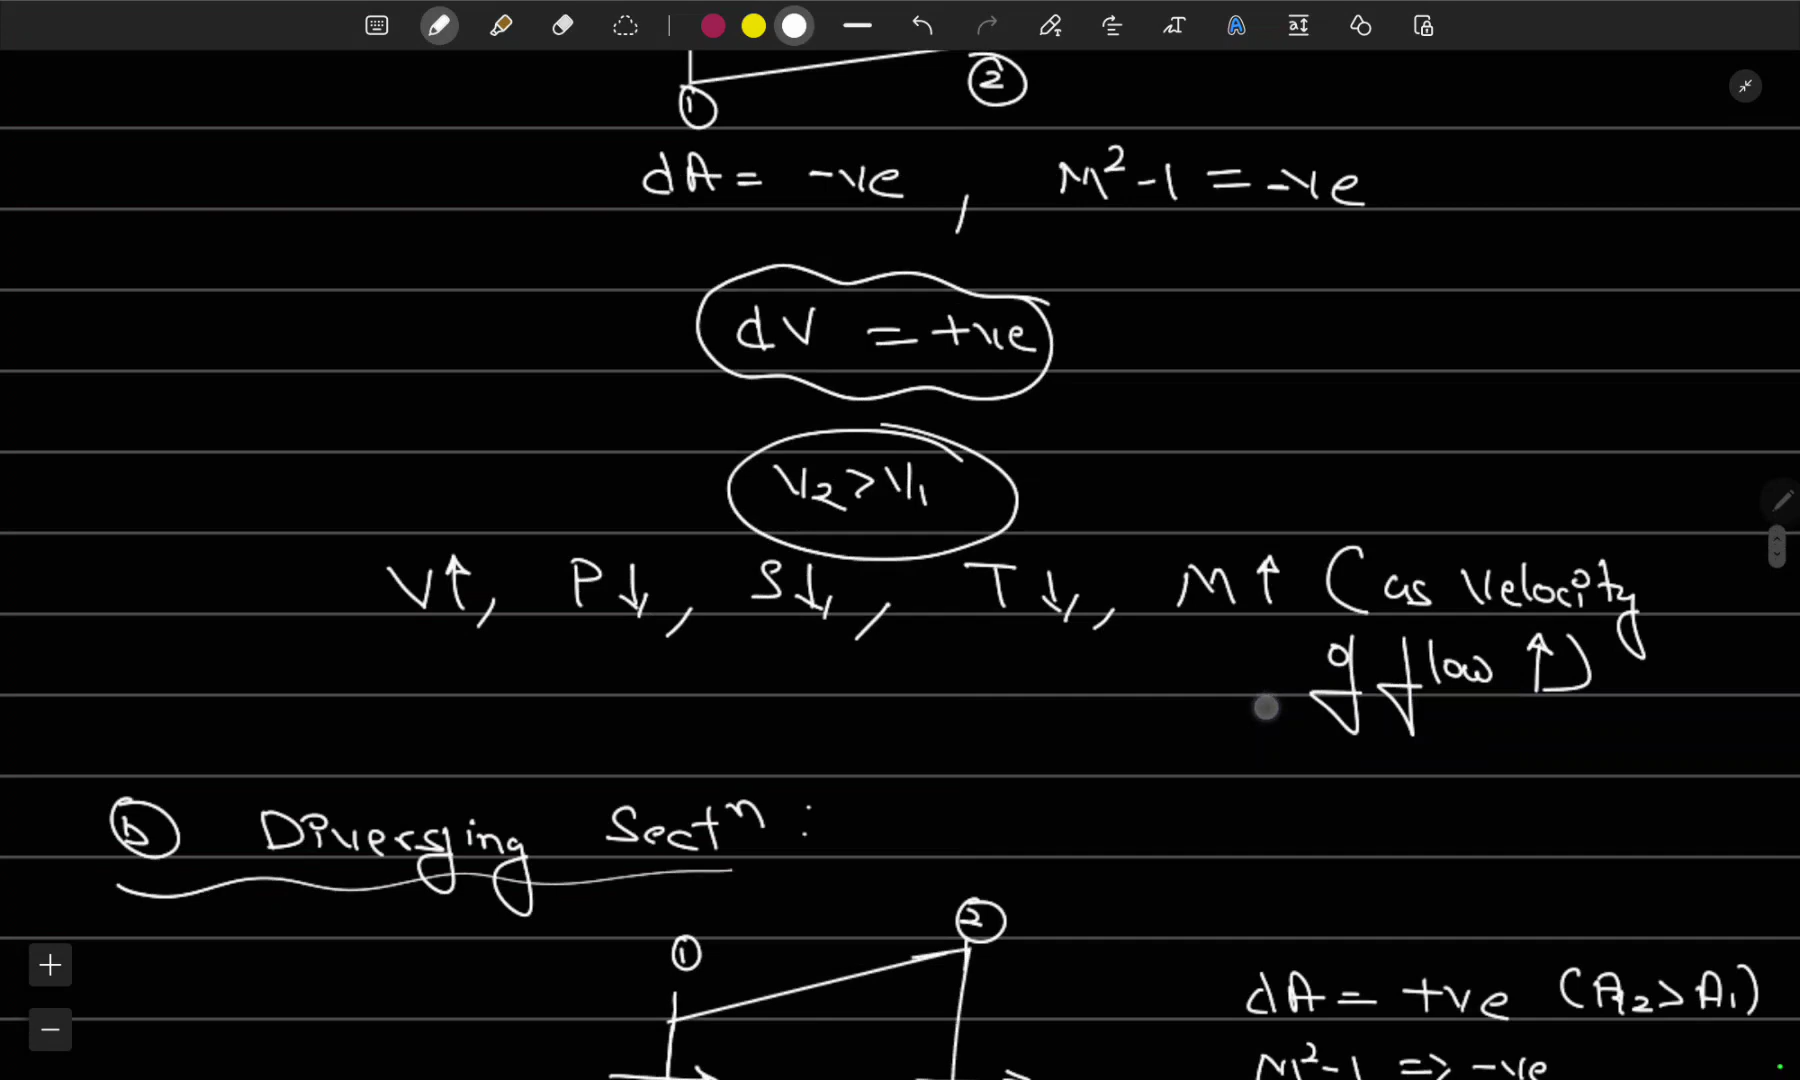 ① ②
dA = -ve , M²-1 = -ve
dV = +ve
V₂ > V₁
V↑, P↓, S↓, T↓, M↑ (as velocity
of flow ↑)
ⓑ Diverging Sectⁿ :
① ②
dA = +ve (A₂ > A₁)
M²-1 => -ve